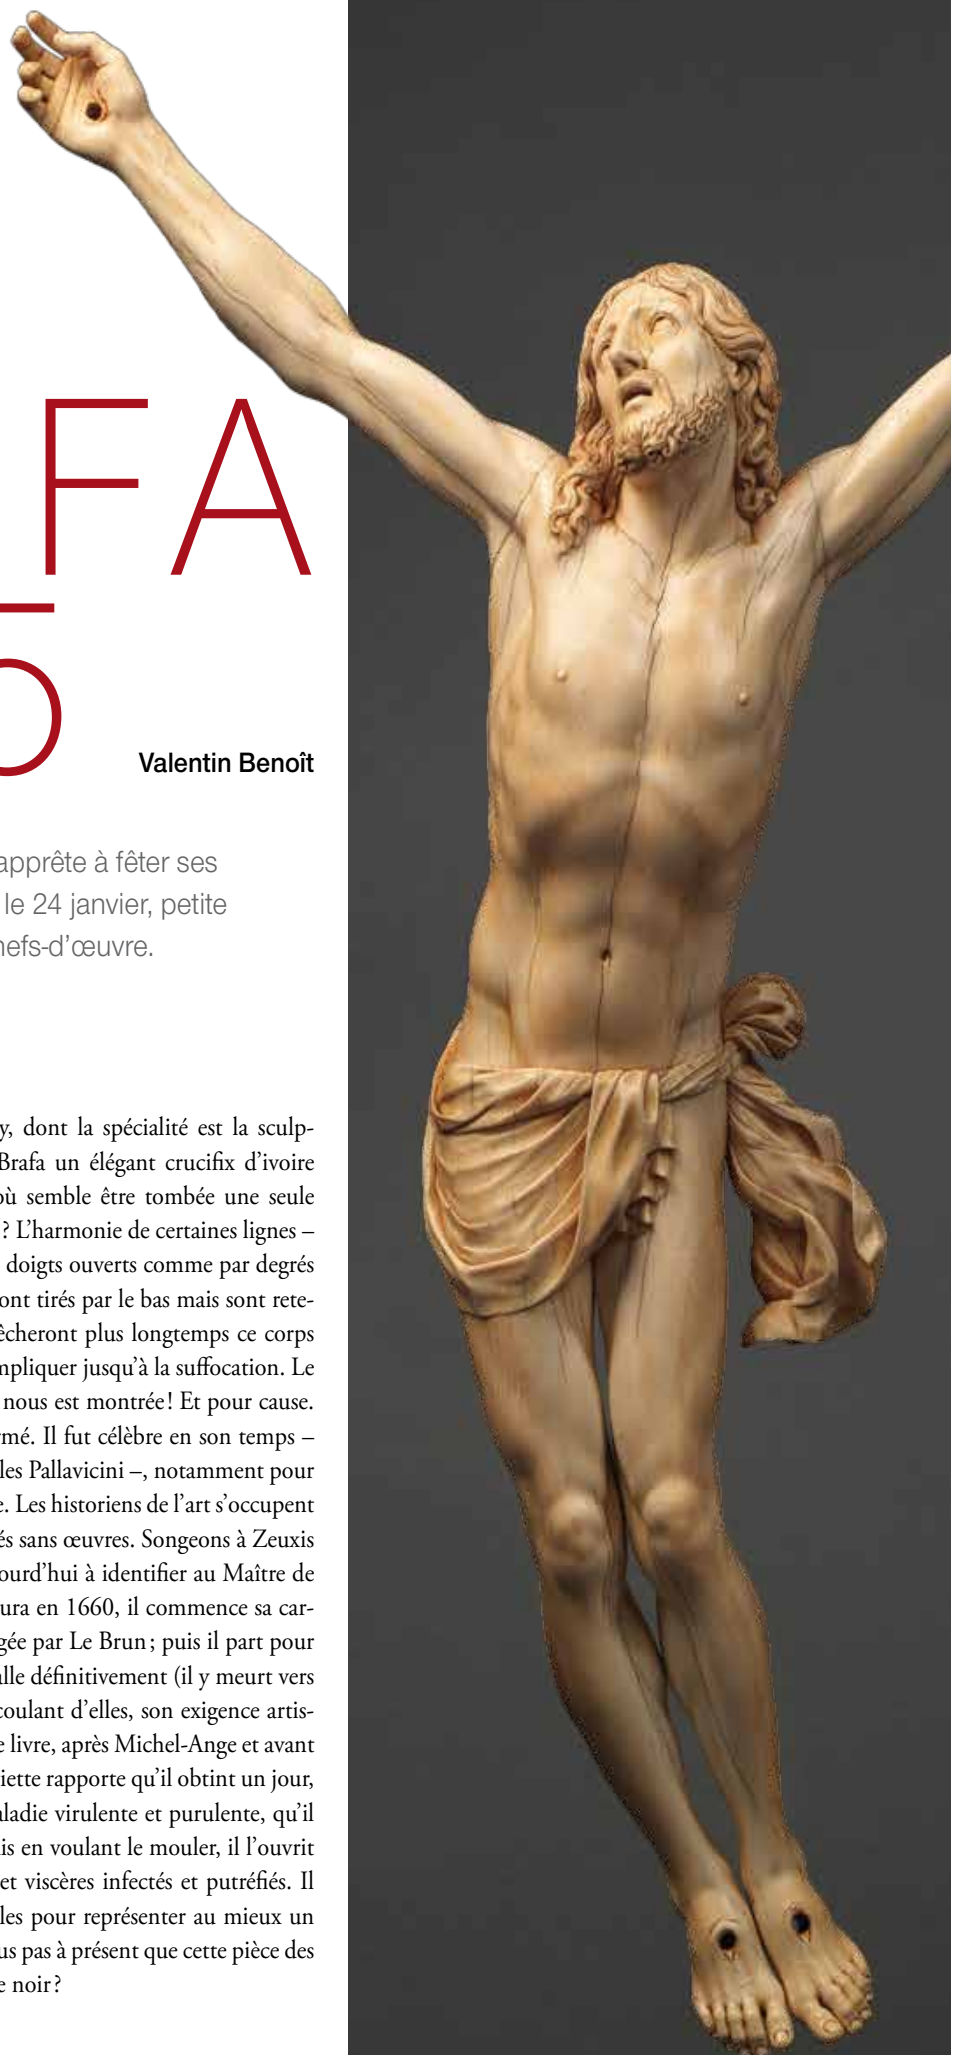 FA
Valentin Benoît
apprête à fêter ses
le 24 janvier, petite
hefs-d’œuvre.
y, dont la spécialité est la sculp-
Brafa un élégant crucifix d’ivoire
où semble être tombée une seule
? L’harmonie de certaines lignes –
doigts ouverts comme par degrés
ont tirés par le bas mais sont rete-
êcheront plus longtemps ce corps
mpliquer jusqu’à la suffocation. Le
nous est montrée ! Et pour cause.
rmé. Il fut célèbre en son temps –
les Pallavicini –, notamment pour
e. Les historiens de l’art s’occupent
és sans œuvres. Songeons à Zeuxis
ourd’hui à identifier au Maître de
ura en 1660, il commence sa car-
gée par Le Brun ; puis il part pour
alle définitivement (il y meurt vers
coulant d’elles, son exigence artis-
e livre, après Michel-Ange et avant
iette rapporte qu’il obtint un jour,
aladie virulente et purulente, qu’il
is en voulant le mouler, il l’ouvrit
et viscères infectés et putréfiés. Il
les pour représenter au mieux un
us pas à présent que cette pièce des
e noir ?